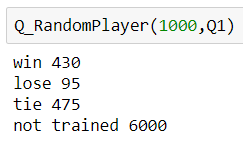 Q_RandomPlayer(1000,Q1)
win 430
lose 95
tie 475
not trained 6000